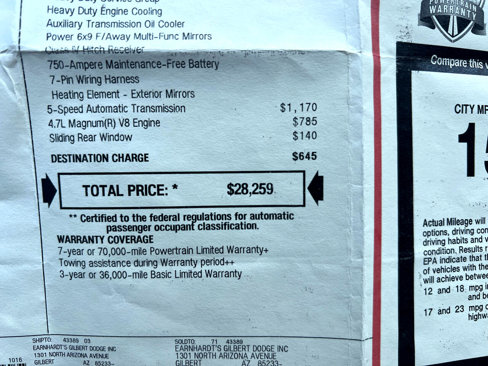 Heavy Duty Engine Cooling
Auxiliary Transmission Oil Cooler
Power 6x9 F/Away Multi-Func Mirrors
Class IV Hitch Receiver
750-Ampere Maintenance-Free Battery
7-Pin Wiring Harness
Heating Element - Exterior Mirrors
5-Speed Automatic Transmission $1,170
4.7L Magnum(R) V8 Engine $785
Sliding Rear Window $140
DESTINATION CHARGE $645
TOTAL PRICE: * $28,259
** Certified to the federal regulations for automatic
passenger occupant classification.
WARRANTY COVERAGE
7-year or 70,000-mile Powertrain Limited Warranty+
Towing assistance during Warranty period++
3-year or 36,000-mile Basic Limited Warranty
SHIPTO: 43389 03
EARNHARDT'S GILBERT DODGE INC
1301 NORTH ARIZONA AVENUE
GILBERT AZ 85233-
1016
SOLDTO: 71 43389
EARNHARDT'S GILBERT DODGE INC
1301 NORTH ARIZONA AVENUE
GILBERT AZ 85233-
POWERTRAIN
WARRANTY
Compare this
CITY
Actual Mileage will
options, driving
driving habits and
condition. Results
EPA indicate that
of vehicles with the
will achieve
12 and 18 mpg
and
17 and 23 mpg